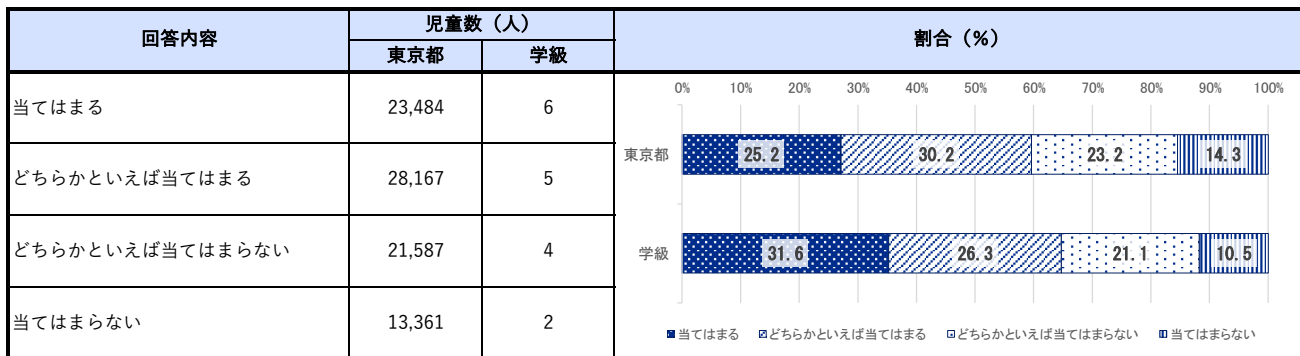 回答内容 児童数（人） 割合（%）
東京都 学級
当てはまる 23,484 6
どちらかといえば当てはまる 28,167 5
どちらかといえば当てはまらない 21,587 4
当てはまらない 13,361 2
0% 10% 20% 30% 40% 50% 60% 70% 80% 90% 100%
東京都 25.2 30.2 23.2 14.3
学級 31.6 26.3 21.1 10.5
当てはまる どちらかといえば当てはまる どちらかといえば当てはまらない 当てはまらない